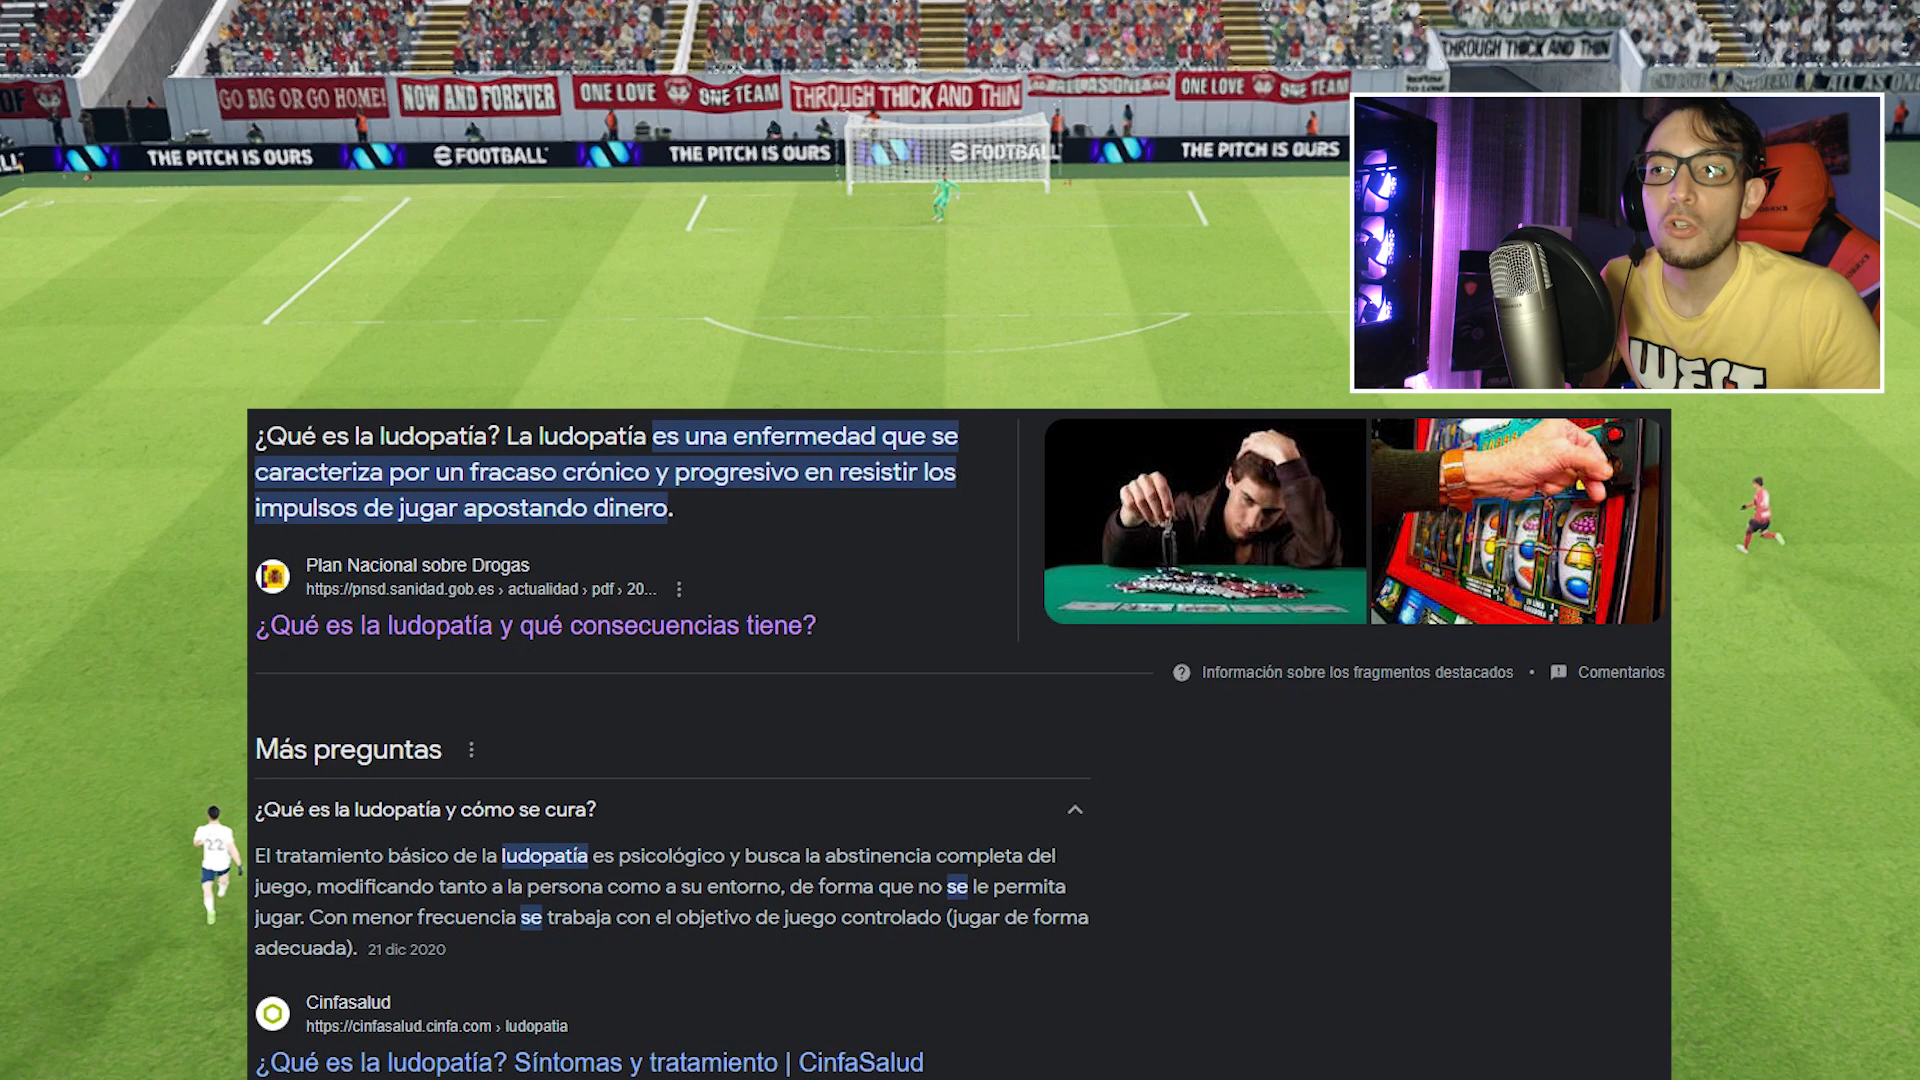 THROUGH THICK AND THIN
GO BIG OR GO HOME!
NOW AND FOREVER
ONE LOVE ONE TEAM
THROUGH THICK AND THIN
ALL AS ONE
ONE LOVE ONE TEAM
THE PITCH IS OURS
eFOOTBALL
THE PITCH IS OURS
eFOOTBALL
THE PITCH IS OURS
WEST
22
¿Qué es la ludopatía? La ludopatía es una enfermedad que se
caracteriza por un fracaso crónico y progresivo en resistir los
impulsos de jugar apostando dinero.
Plan Nacional sobre Drogas
https://pnsd.sanidad.gob.es › actualidad › pdf › 20...
¿Qué es la ludopatía y qué consecuencias tiene?
Información sobre los fragmentos destacados • Comentarios
Más preguntas
¿Qué es la ludopatía y cómo se cura?
El tratamiento básico de la ludopatía es psicológico y busca la abstinencia completa del
juego, modificando tanto a la persona como a su entorno, de forma que no se le permita
jugar. Con menor frecuencia se trabaja con el objetivo de juego controlado (jugar de forma
adecuada). 21 dic 2020
Cinfasalud
https://cinfasalud.cinfa.com › ludopatia
¿Qué es la ludopatía? Síntomas y tratamiento | CinfaSalud